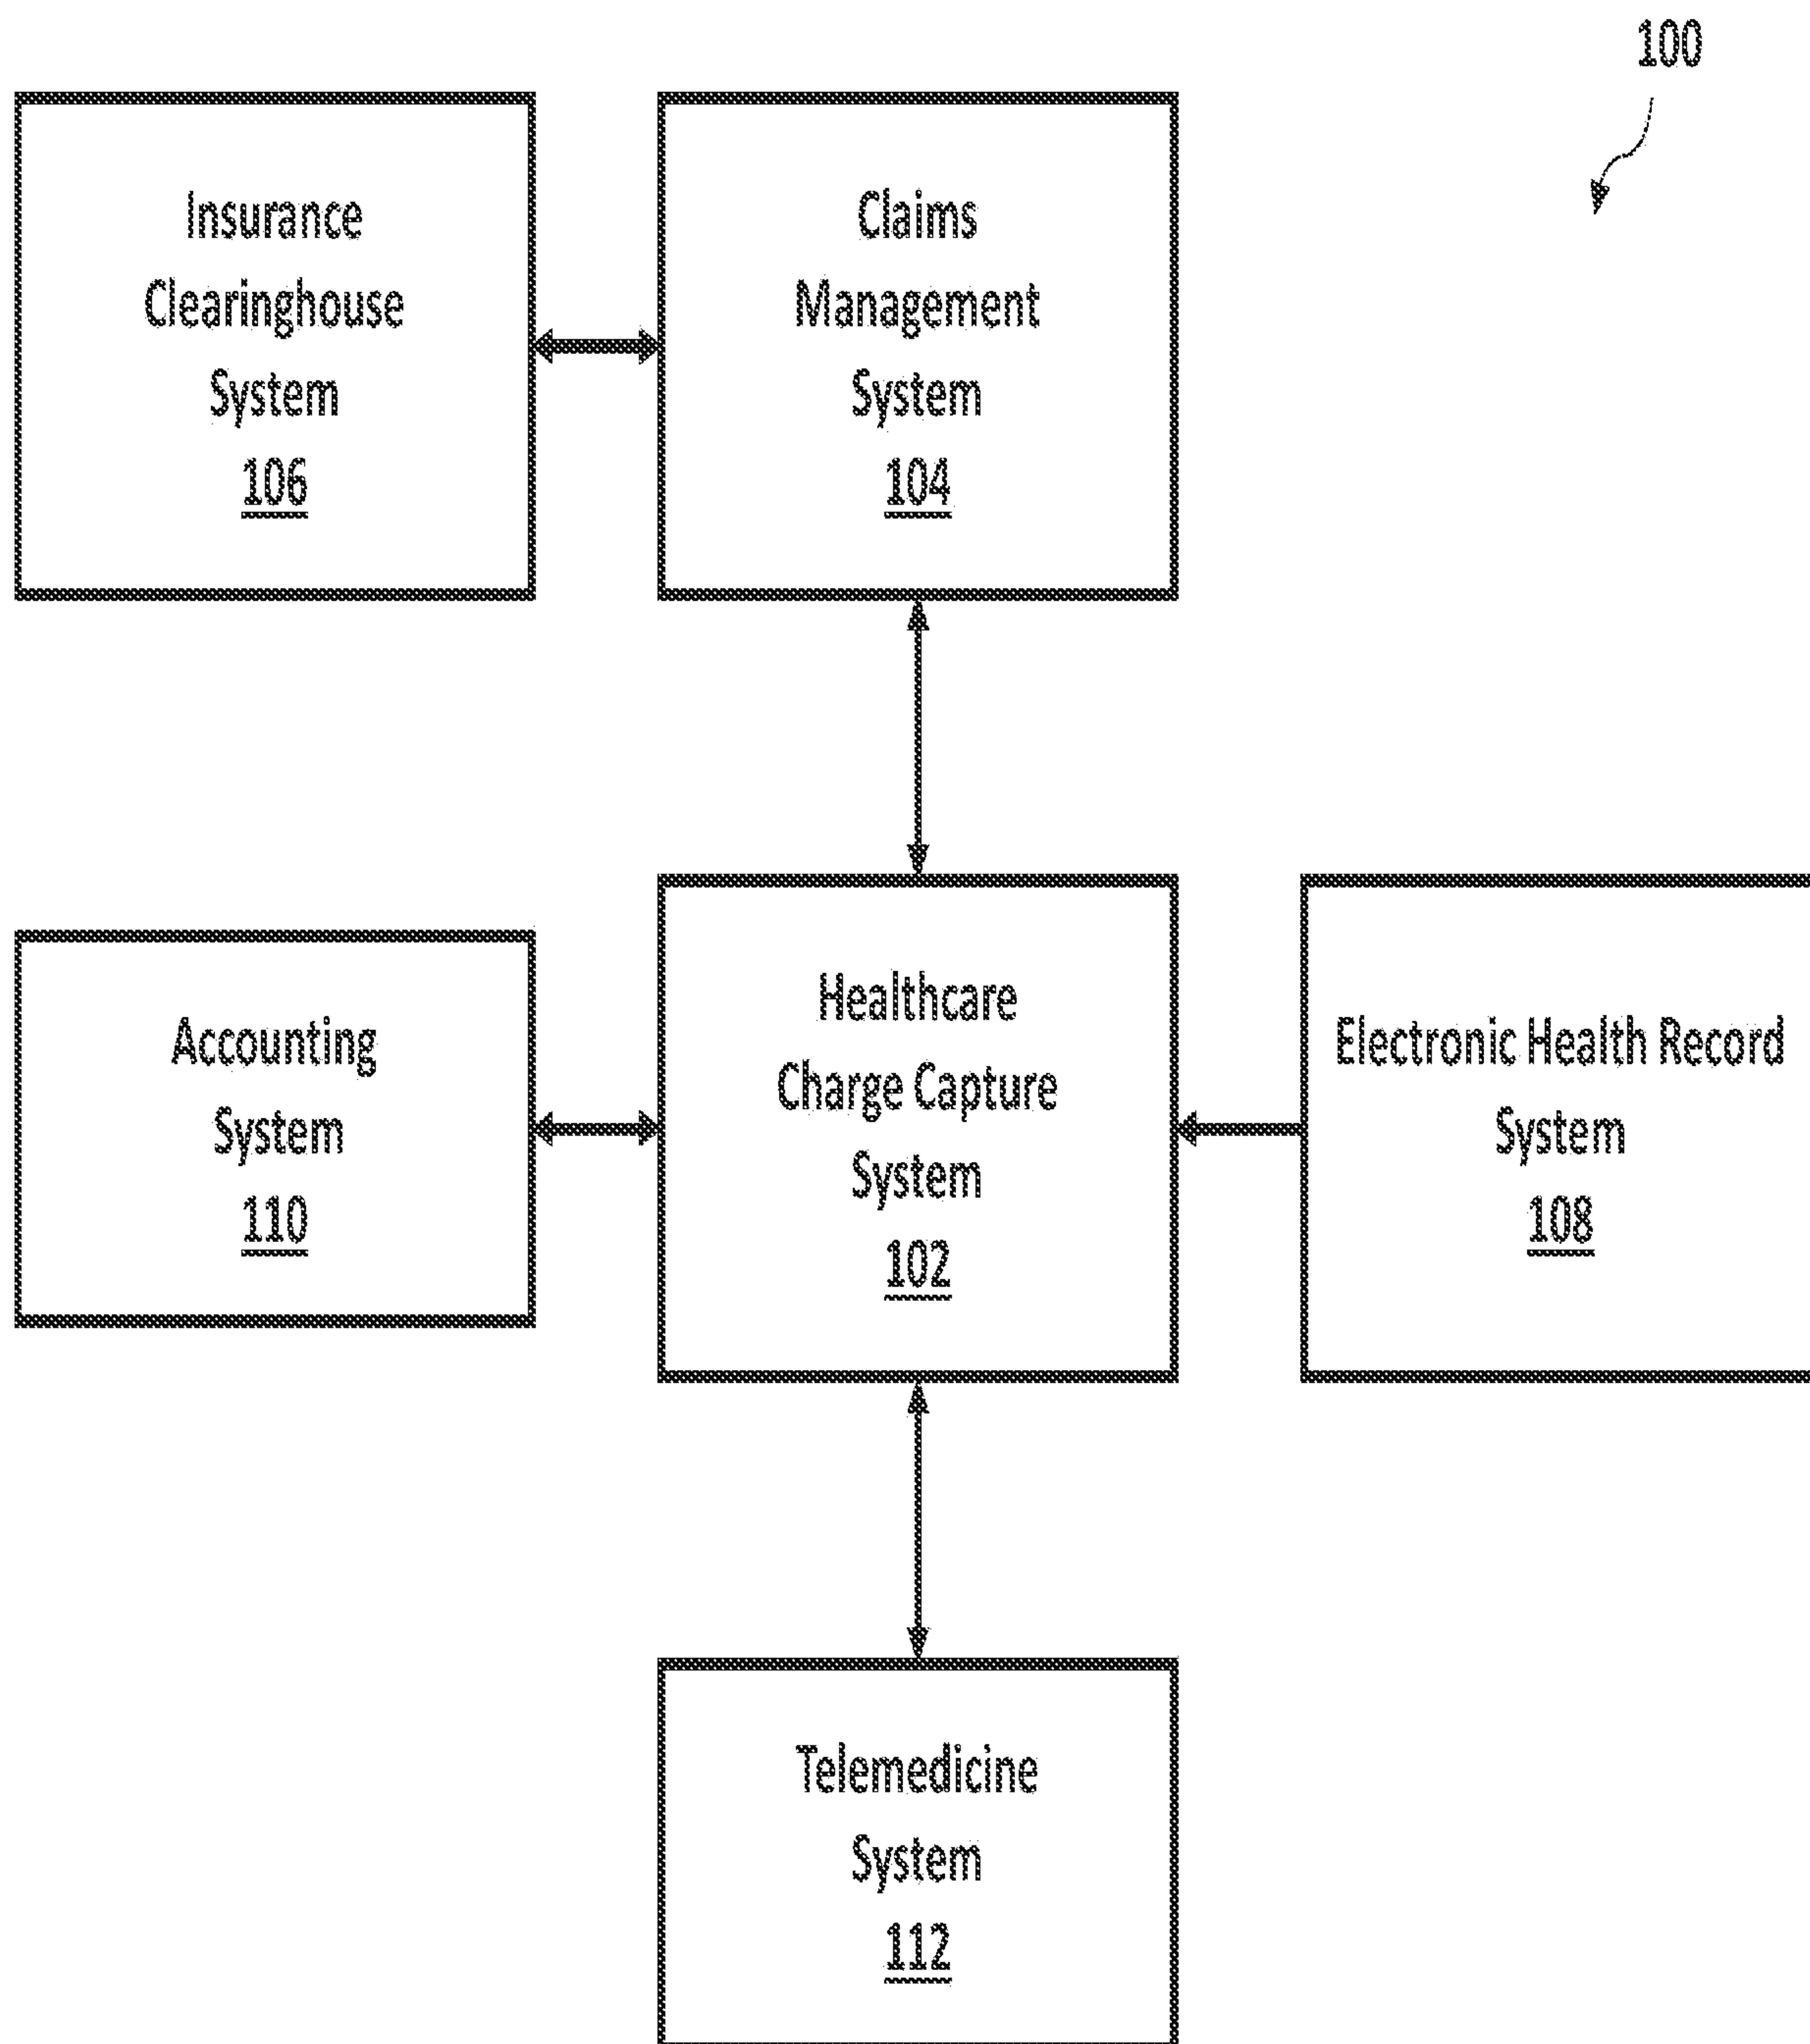 100
Insurance
Clearinghouse
System
106
Claims
Management
System
104
Accounting
System
110
Healthcare
Charge Capture
System
102
Electronic Health Record
System
108
Telemedicine
System
112